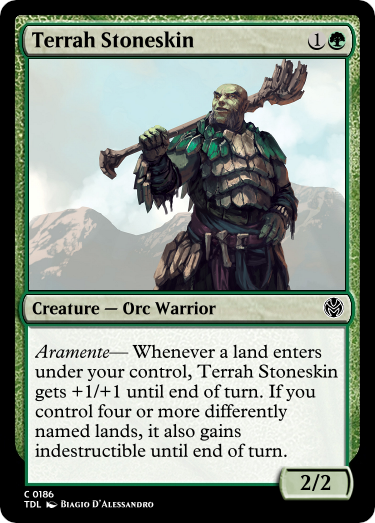 Terrah Stoneskin 1
Creature — Orc Warrior
Aramente— Whenever a land enters
under your control, Terrah Stoneskin
gets +1/+1 until end of turn. If you
control four or more differently
named lands, it also gains
indestructible until end of turn.
2/2
C 0186
TDL Biagio D'Alessandro